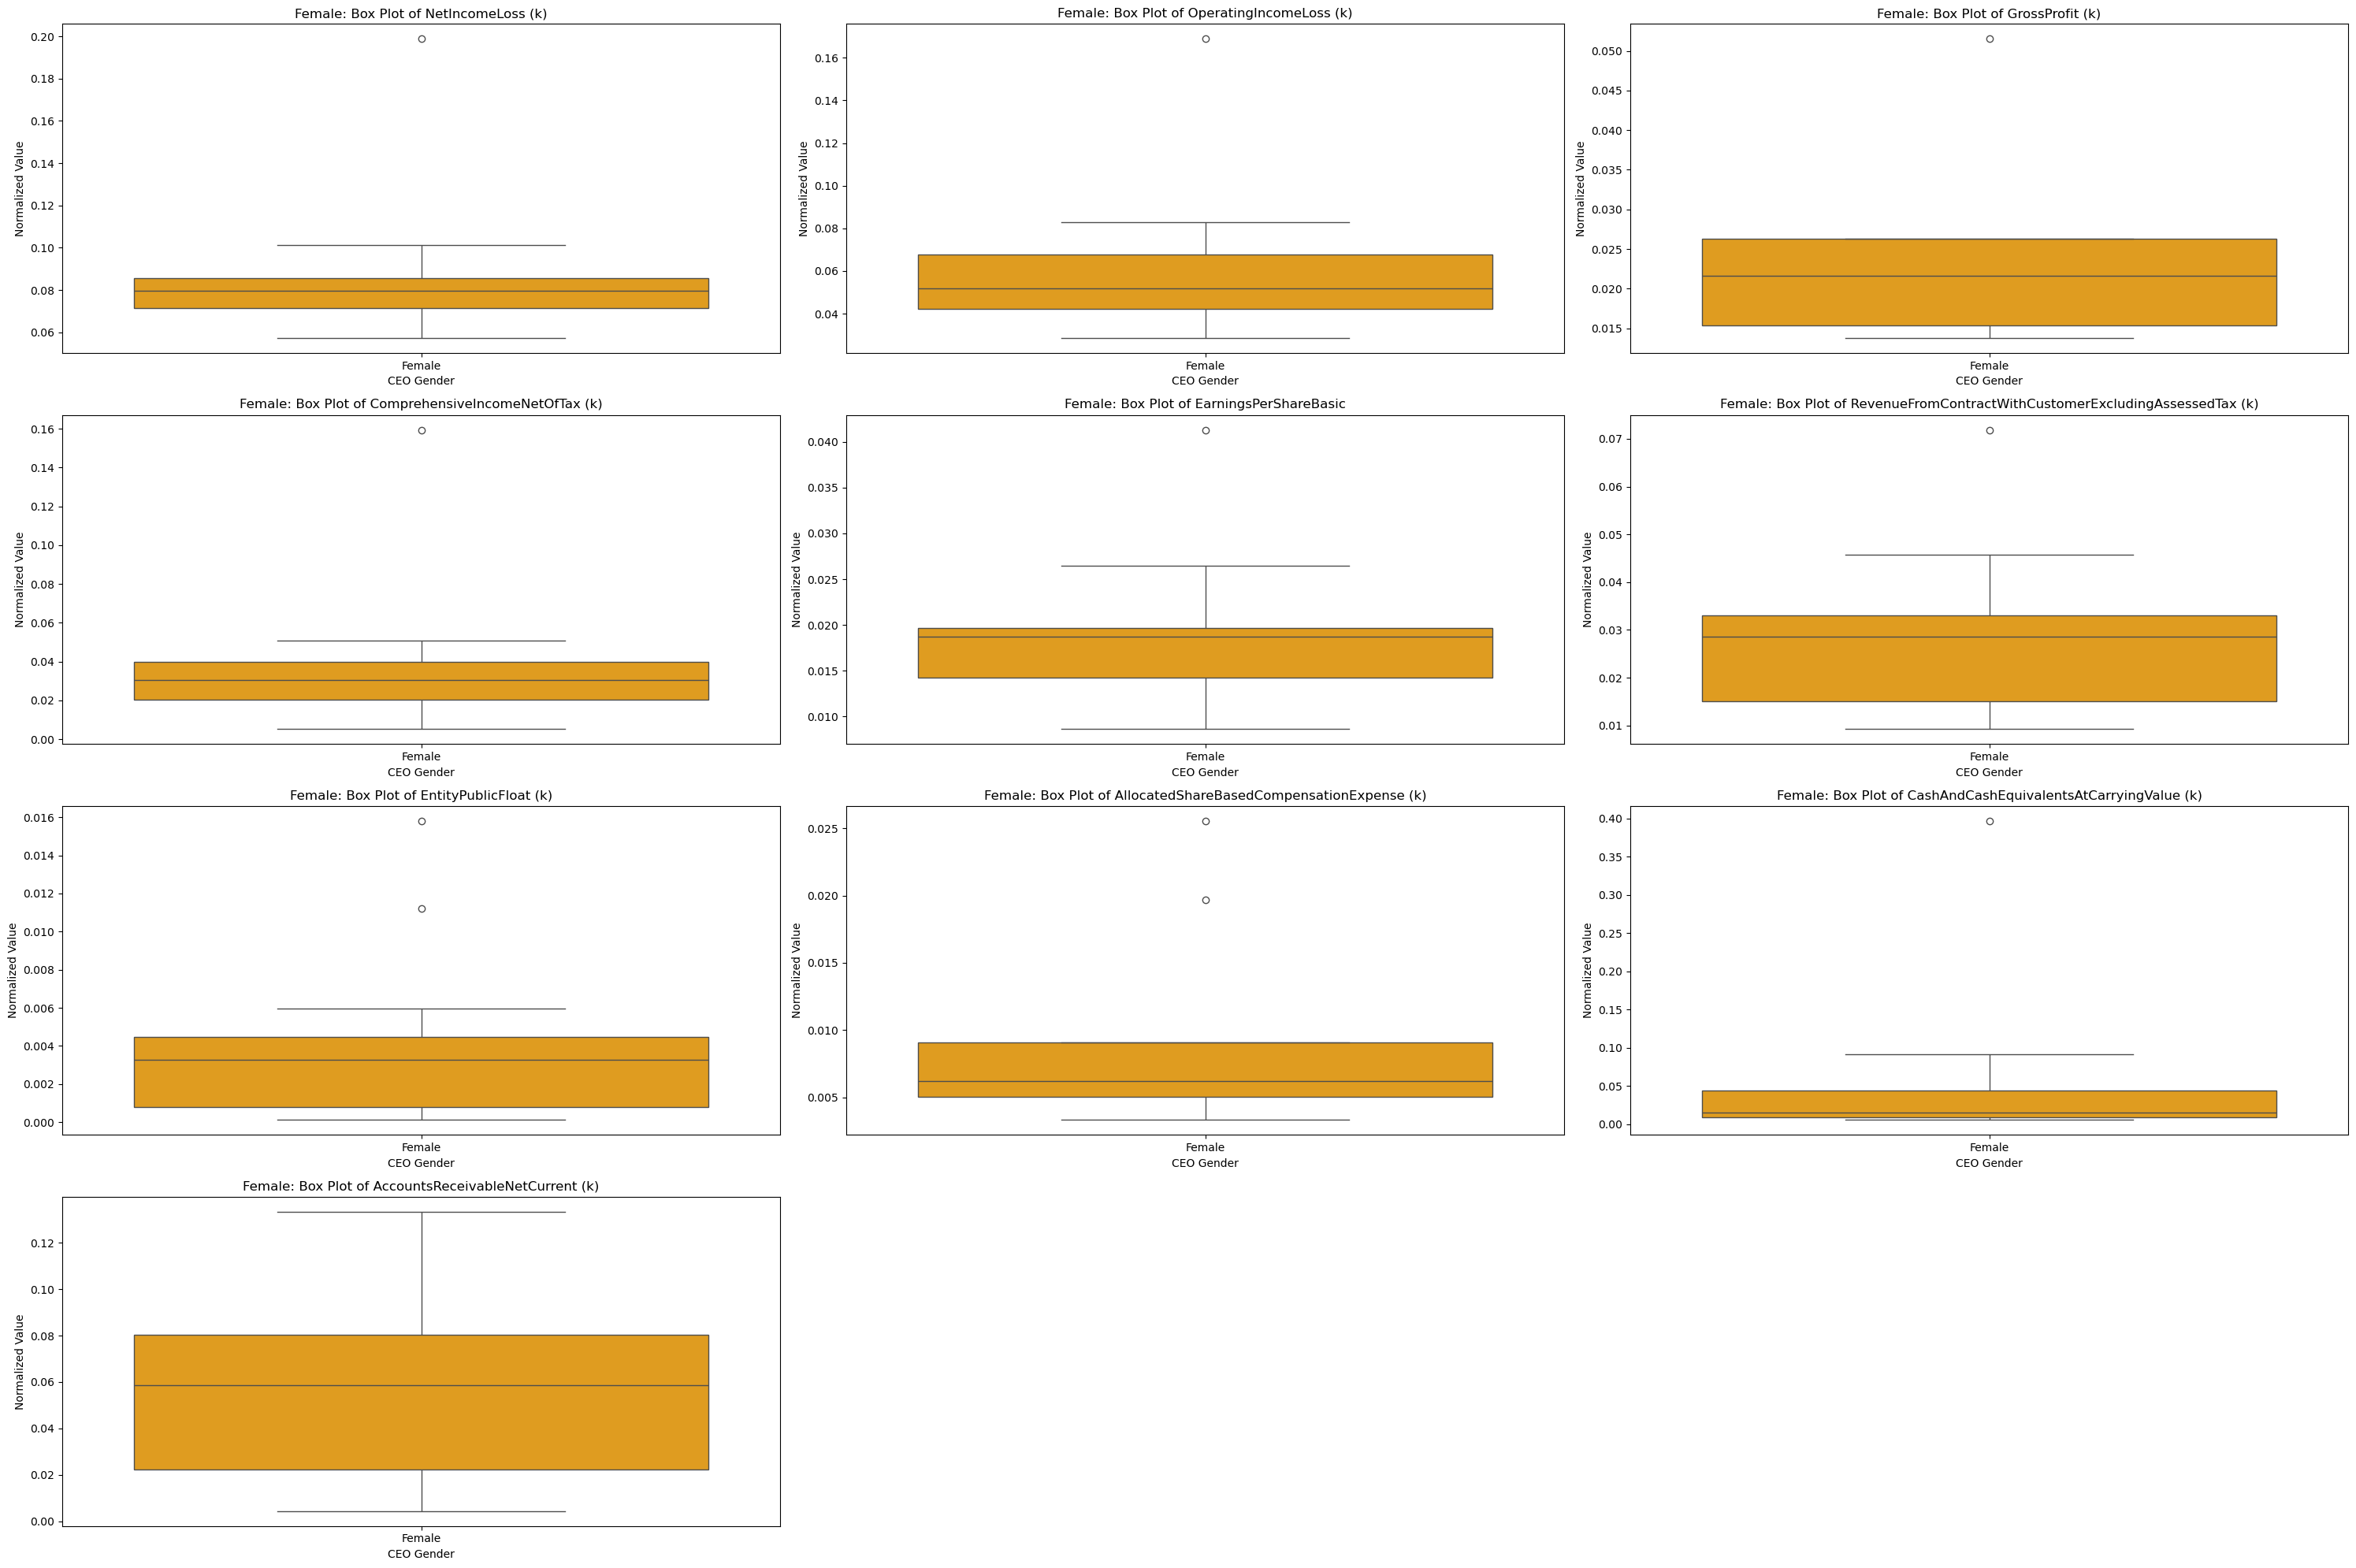 Female: Box Plot of NetIncomeLoss (k)
Normalized Value
0.20
0.18
0.16
0.14
0.12
0.10
0.08
0.06
Female
CEO Gender
Female: Box Plot of OperatingIncomeLoss (k)
Normalized Value
0.16
0.14
0.12
0.10
0.08
0.06
0.04
Female
CEO Gender
Female: Box Plot of GrossProfit (k)
Normalized Value
0.050
0.045
0.040
0.035
0.030
0.025
0.020
0.015
Female
CEO Gender
Female: Box Plot of ComprehensiveIncomeNetOfTax (k)
Normalized Value
0.16
0.14
0.12
0.10
0.08
0.06
0.04
0.02
0.00
Female
CEO Gender
Female: Box Plot of EarningsPerShareBasic
Normalized Value
0.040
0.035
0.030
0.025
0.020
0.015
0.010
Female
CEO Gender
Female: Box Plot of RevenueFromContractWithCustomerExcludingAssessedTax (k)
Normalized Value
0.07
0.06
0.05
0.04
0.03
0.02
0.01
Female
CEO Gender
Female: Box Plot of EntityPublicFloat (k)
Normalized Value
0.016
0.014
0.012
0.010
0.008
0.006
0.004
0.002
0.000
Female
CEO Gender
Female: Box Plot of AllocatedShareBasedCompensationExpense (k)
Normalized Value
0.025
0.020
0.015
0.010
0.005
Female
CEO Gender
Female: Box Plot of CashAndCashEquivalentsAtCarryingValue (k)
Normalized Value
0.40
0.35
0.30
0.25
0.20
0.15
0.10
0.05
0.00
Female
CEO Gender
Female: Box Plot of AccountsReceivableNetCurrent (k)
Normalized Value
0.12
0.10
0.08
0.06
0.04
0.02
0.00
Female
CEO Gender